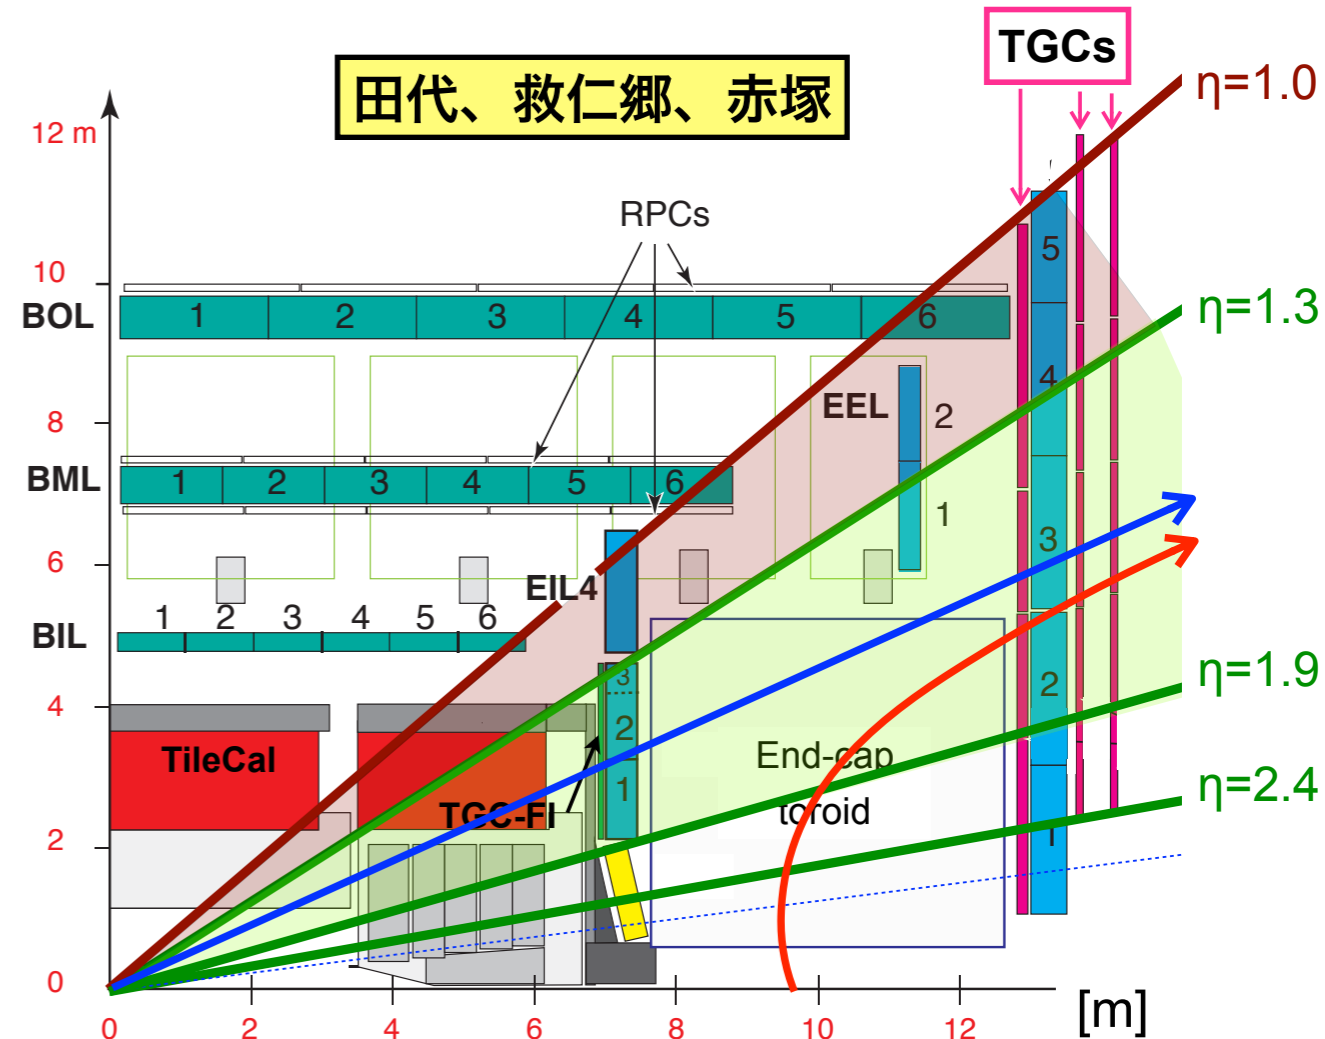 TGCs
η=1.0
田代、救仁郷、赤塚
12 m
RPCs
10
5
BOL
1 2 3 4 5 6
η=1.3
4
EEL
2
8
BML
1 2 3 4 5 6
1
3
6
EIL4
1 2 3 4 5 6
BIL
η=1.9
3
2
4
2
TileCal
End-cap
1
η=2.4
TGC-FI
toroid
2
1
0
[m]
0 2 4 6 8 10 12